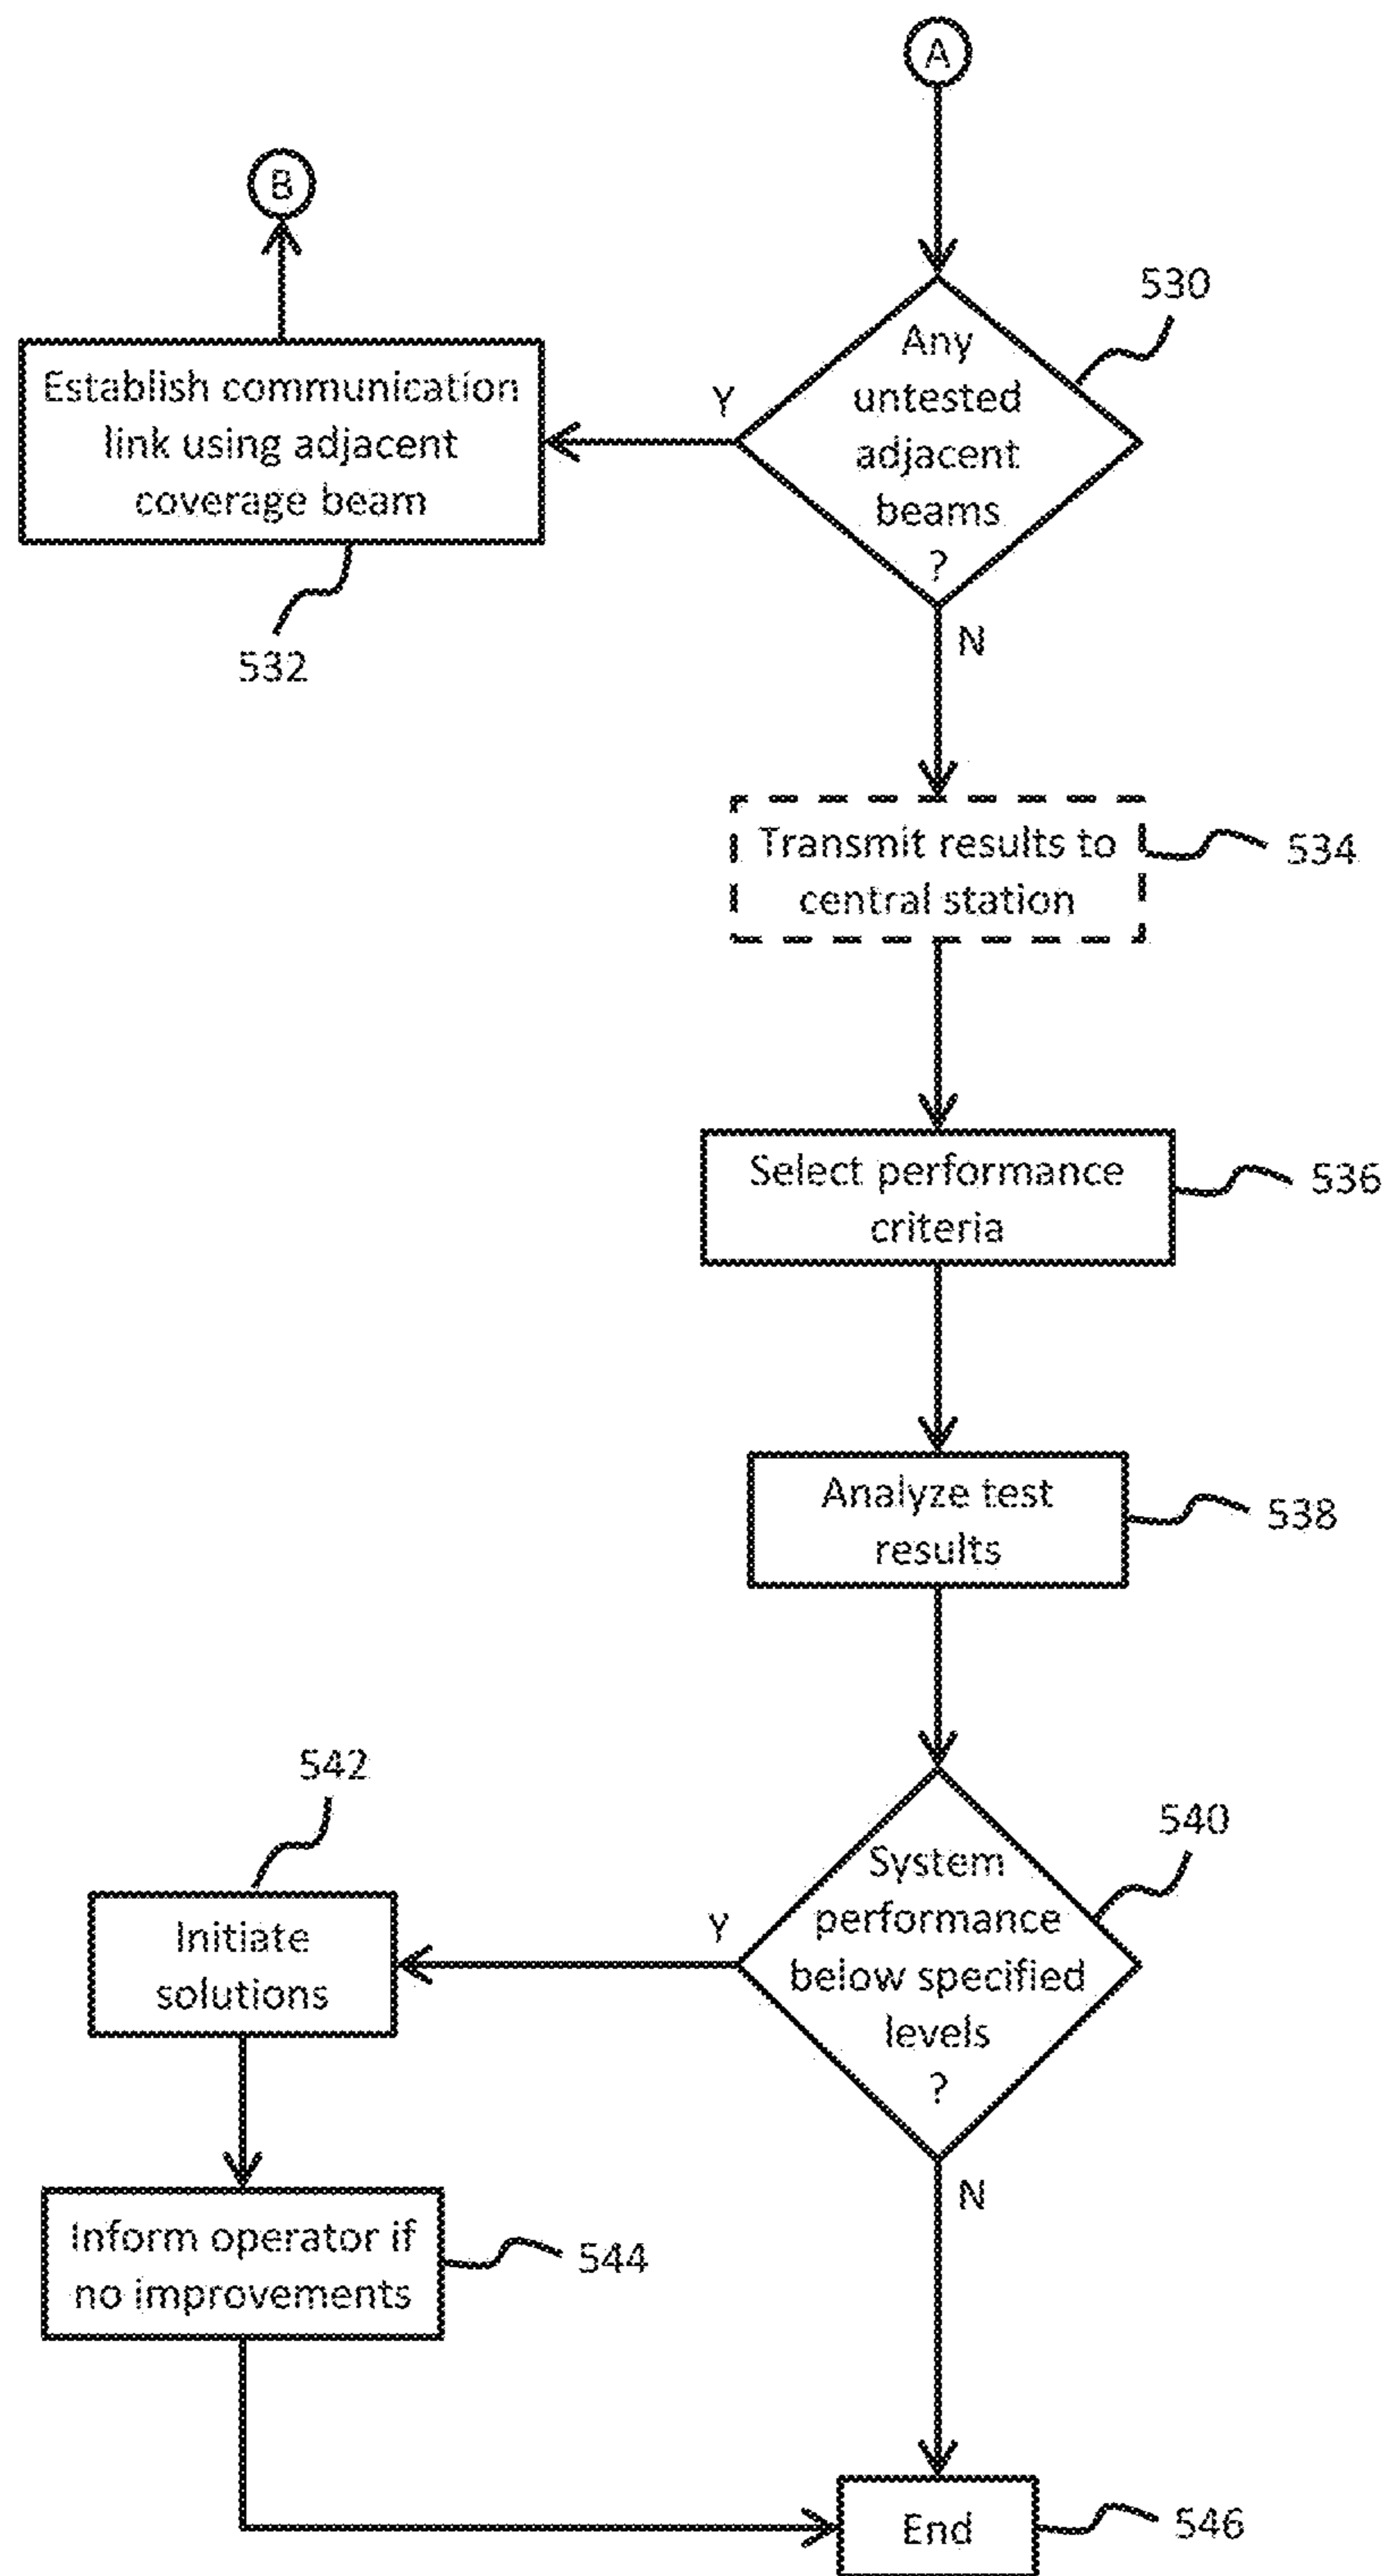 A
B
530
Any
untested
adjacent
beams
?
Y
N
Establish communication
link using adjacent
coverage beam
532
Transmit results to
central station
534
Select performance
criteria
536
Analyze test
results
538
540
System
performance
below specified
levels
?
Y
N
542
Initiate
solutions
Inform operator if
no improvements
544
End
546